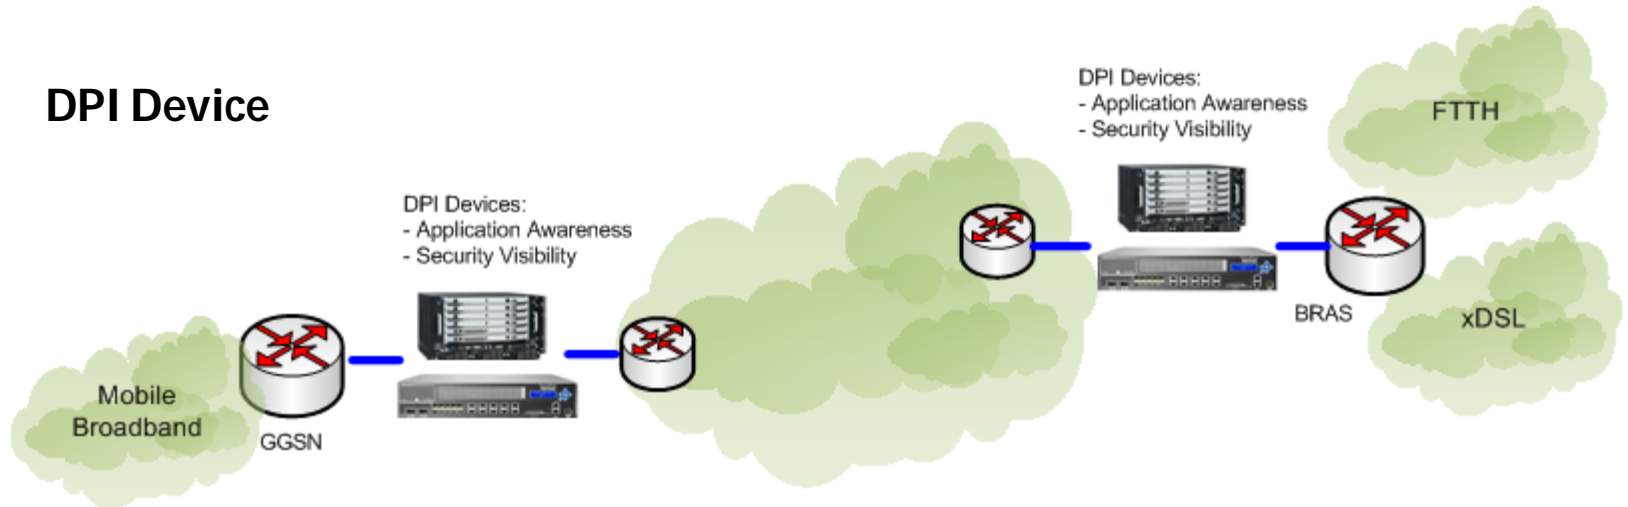 DPI Device
DPI Devices:
- Application Awareness
- Security Visibility
FTTH
DPI Devices:
- Application Awareness
- Security Visibility
BRAS
xDSL
Mobile
Broadband
GGSN